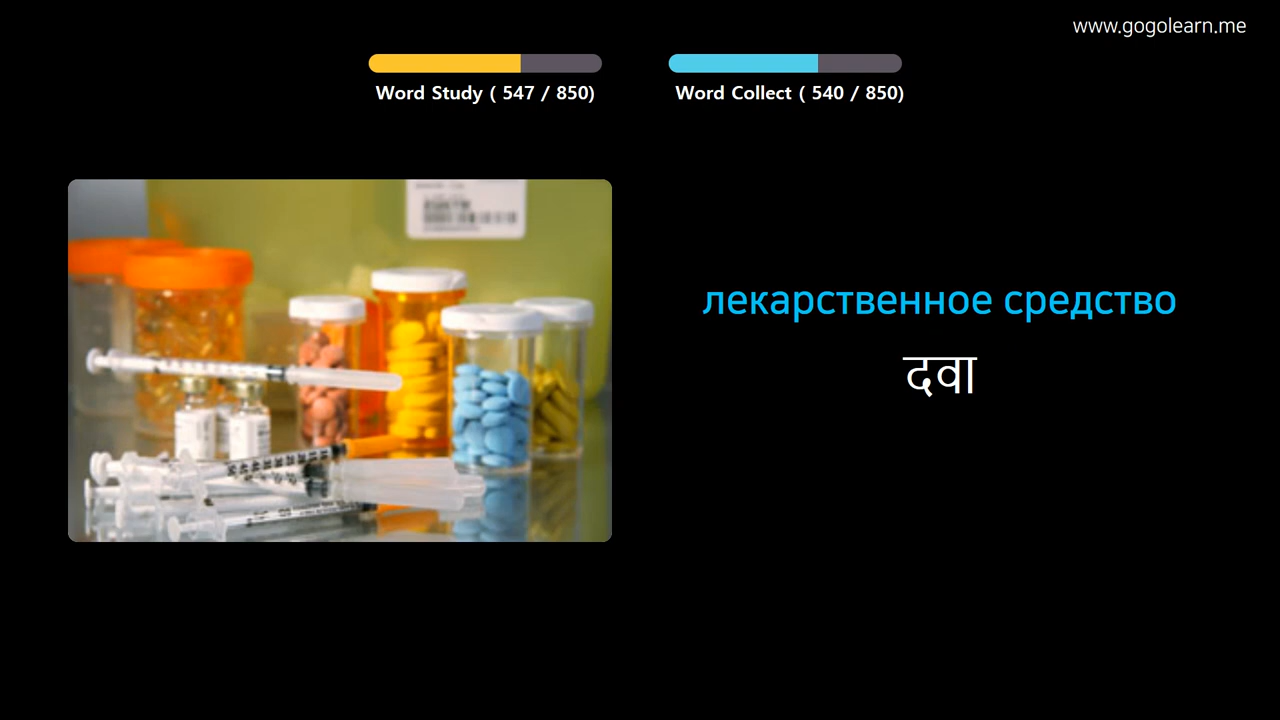 www.gogolearn.me
Word Study ( 547 / 850)
Word Collect ( 540 / 850)
лекарственное средство
दवा